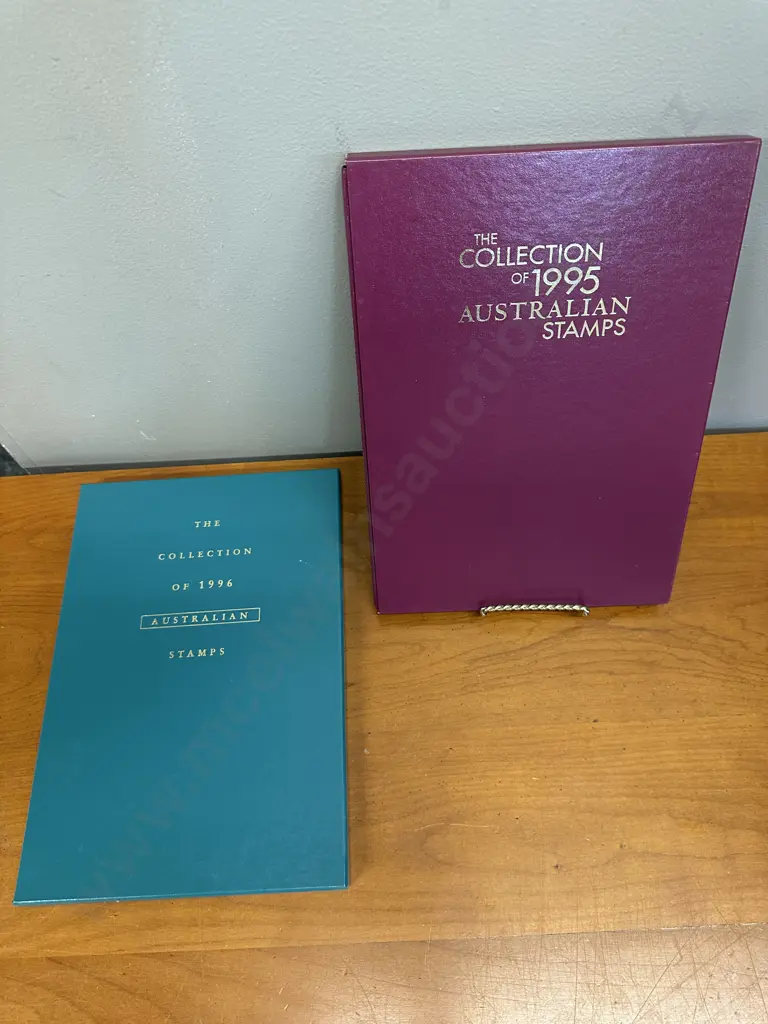 THE
COLLECTION
OF 1995
AUSTRALIAN
STAMPS
THE
COLLECTION
OF 1996
AUSTRALIAN
STAMPS